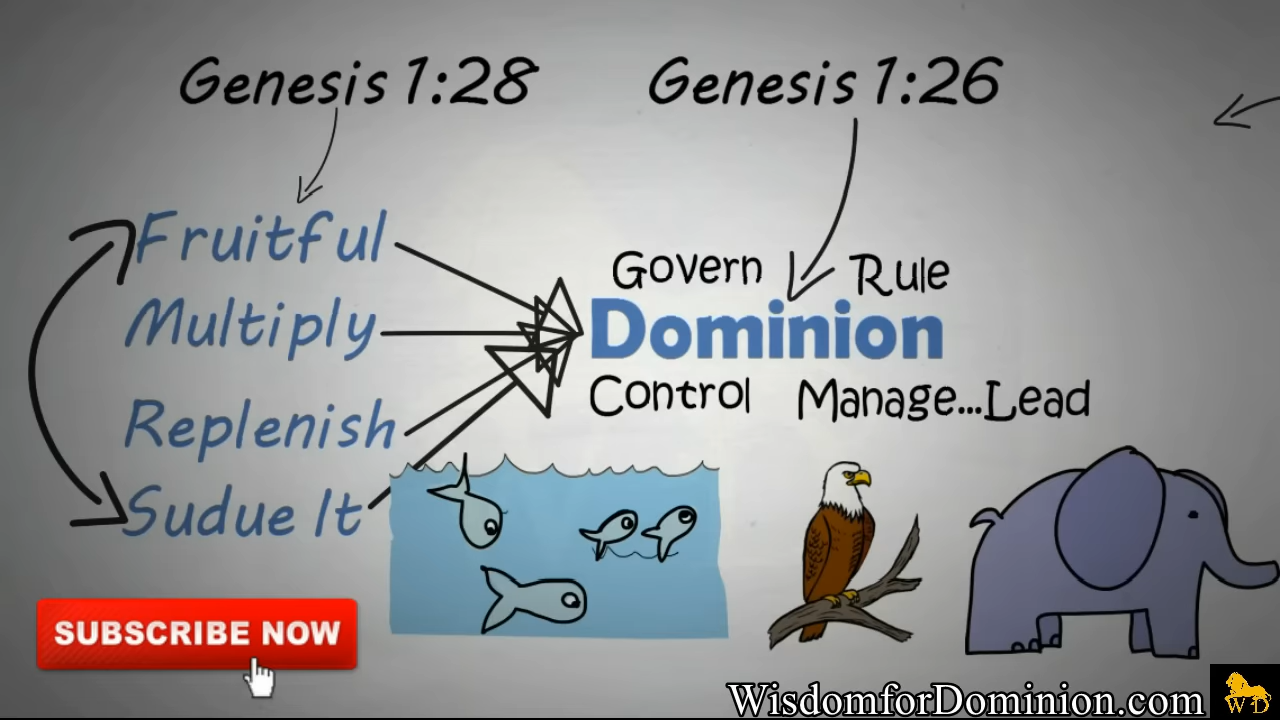 Genesis 1:28
Genesis 1:26
Fruitful
Multiply
Replenish
Sudue It
Govern
Rule
Dominion
Control
Manage...Lead
SUBSCRIBE NOW
WisdomforDominion.com
WD